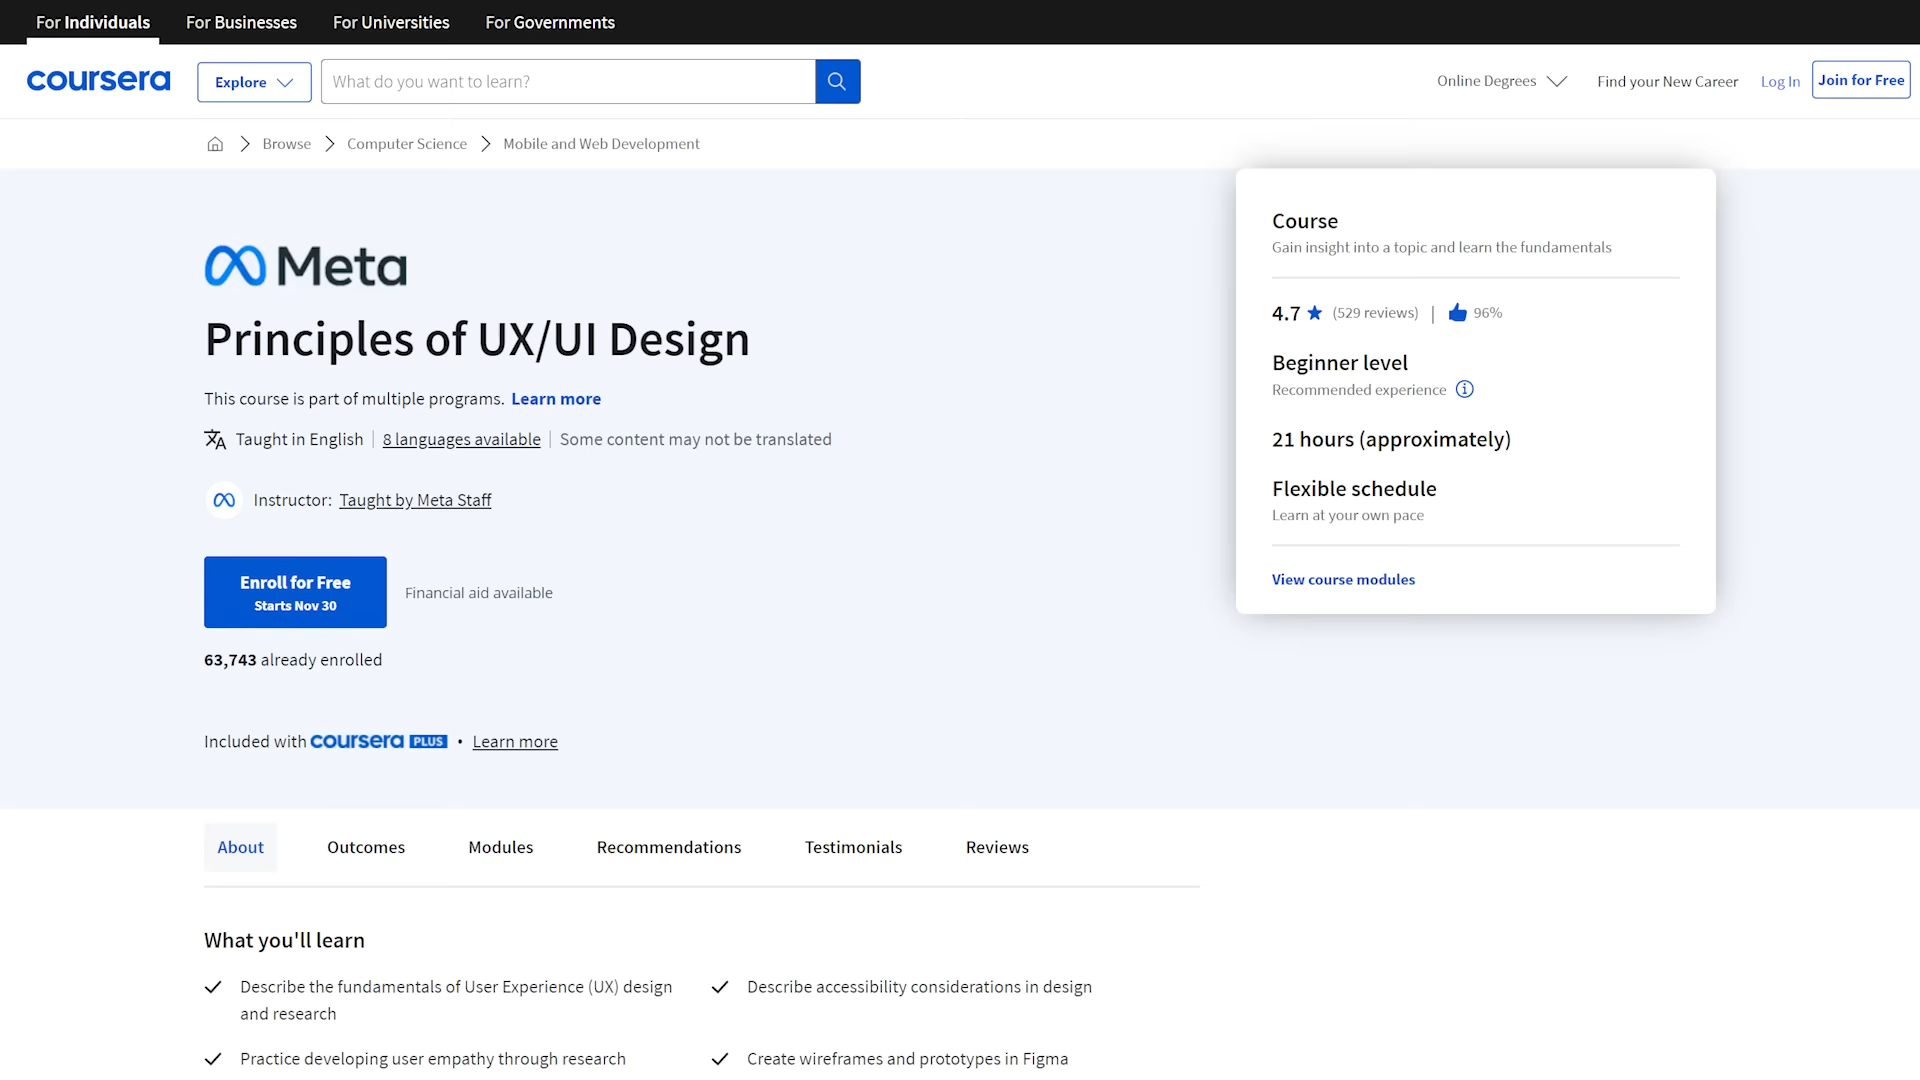 For Individuals
For Businesses
For Universities
For Governments
coursera
Explore
What do you want to learn?
Online Degrees
Find your New Career
Log In
Join for Free
Browse
Computer Science
Mobile and Web Development
Meta
Principles of UX/UI Design
This course is part of multiple programs. Learn more
Taught in English
8 languages available
Some content may not be translated
Instructor: Taught by Meta Staff
Enroll for Free
Starts Nov 30
Financial aid available
63,743 already enrolled
Included with coursera PLUS • Learn more
Course
Gain insight into a topic and learn the fundamentals
4.7 (529 reviews) | 96%
Beginner level
Recommended experience
21 hours (approximately)
Flexible schedule
Learn at your own pace
View course modules
About
Outcomes
Modules
Recommendations
Testimonials
Reviews
What you'll learn
Describe the fundamentals of User Experience (UX) design
and research
Describe accessibility considerations in design
Practice developing user empathy through research
Create wireframes and prototypes in Figma